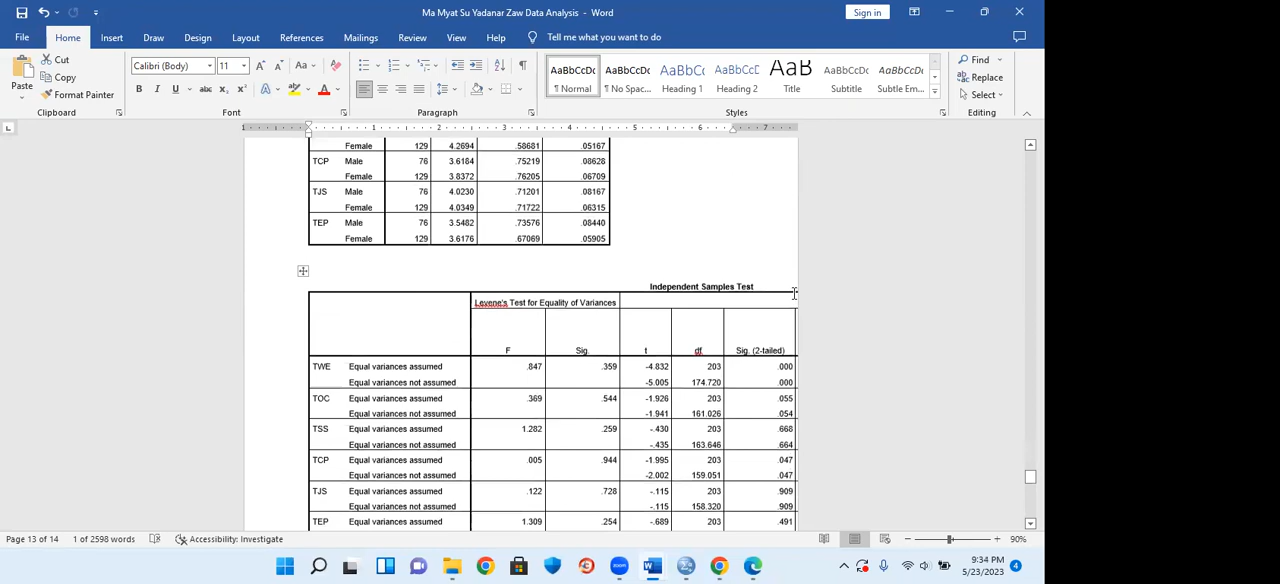 Ma Myat Su Yadanar Zaw Data Analysis - Word
Sign in
File Home Insert Draw Design Layout References Mailings Review View Help Tell me what you want to do
Paste
Cut
Copy
Format Painter
Clipboard
Calibri (Body) 11
Font
Paragraph
AaBbCcDc
¶ Normal
AaBbCcDc
¶ No Spac...
AaBbCc
Heading 1
AaBbCcD
Heading 2
AaB
Title
AaBbCcD
Subtitle
AaBbCcD
Subtle Em...
Styles
Find
Replace
Select
Editing
1 1 2 3 4 5 6 7
Female 129 4.2694 .58681 .05167
TCP Male 76 3.6184 .75219 .08628
Female 129 3.8372 .76205 .06709
TJS Male 76 4.0230 .71201 .08167
Female 129 4.0349 .71722 .06315
TEP Male 76 3.5482 .73576 .08440
Female 129 3.6176 .67069 .05905
Independent Samples Test
Levene's Test for Equality of Variances
F Sig. t df Sig. (2-tailed)
TWE Equal variances assumed .847 .359 -4.832 203 .000
Equal variances not assumed -5.005 174.720 .000
TOC Equal variances assumed .369 .544 -1.926 203 .055
Equal variances not assumed -1.941 161.026 .054
TSS Equal variances assumed 1.282 .259 -.430 203 .668
Equal variances not assumed -.435 163.646 .664
TCP Equal variances assumed .005 .944 -1.995 203 .047
Equal variances not assumed -2.002 159.051 .047
TJS Equal variances assumed .122 .728 -.115 203 .909
Equal variances not assumed -.115 158.320 .909
TEP Equal variances assumed 1.309 .254 -.689 203 .491
Page 13 of 14 1 of 2598 words Accessibility: Investigate 90%
9:34 PM
5/23/2023
4